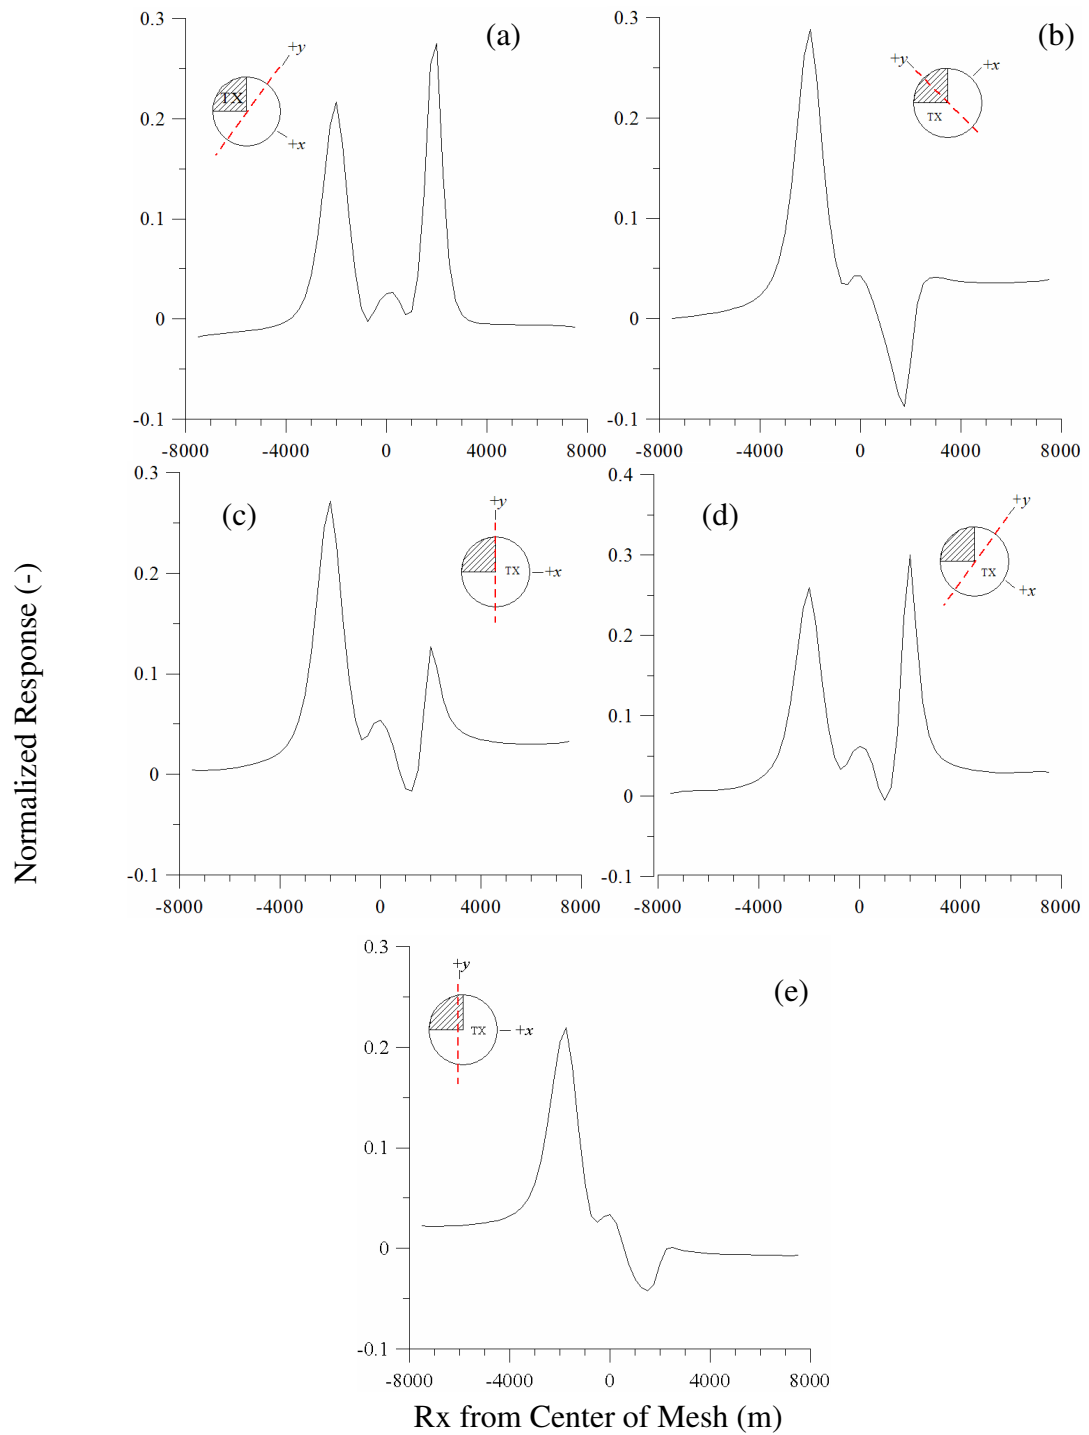 (a)
0.3
0.2
0.1
0
-0.1
-8000 -4000 0 4000 8000
+y
TX
+x
(b)
0.3
0.2
0.1
0
-0.1
-8000 -4000 0 4000 8000
+y
+x
TX
(c)
0.3
0.2
0.1
0
-0.1
-8000 -4000 0 4000 8000
+y
TX
+x
(d)
0.4
0.3
0.2
0.1
0
-0.1
-8000 -4000 0 4000 8000
+y
TX
+x
(e)
0.3
0.2
0.1
0
-0.1
-8000 -4000 0 4000 8000
+y
TX
+x
Normalized Response (-)
Rx from Center of Mesh (m)